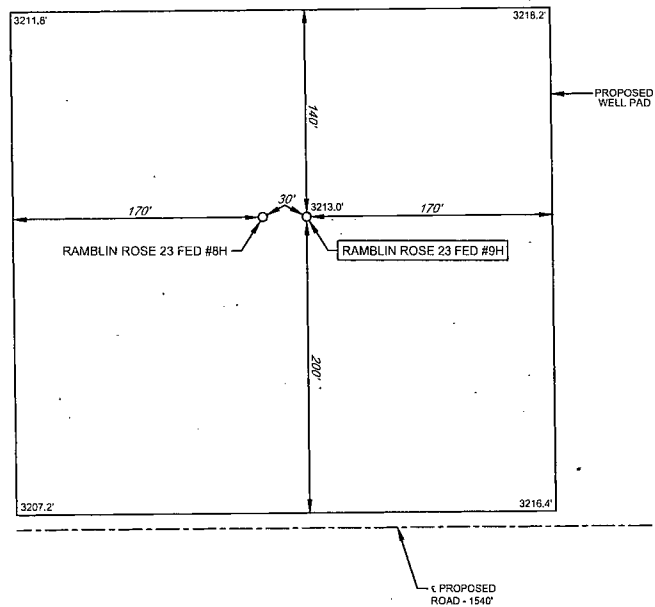 3211.8'
3218.2'
PROPOSED
WELL PAD
140'
30'
3213.0'
170'
170'
RAMBLIN ROSE 23 FED #8H
RAMBLIN ROSE 23 FED #9H
200'
3207.2'
3216.4'
PROPOSED
ROAD - 1540'